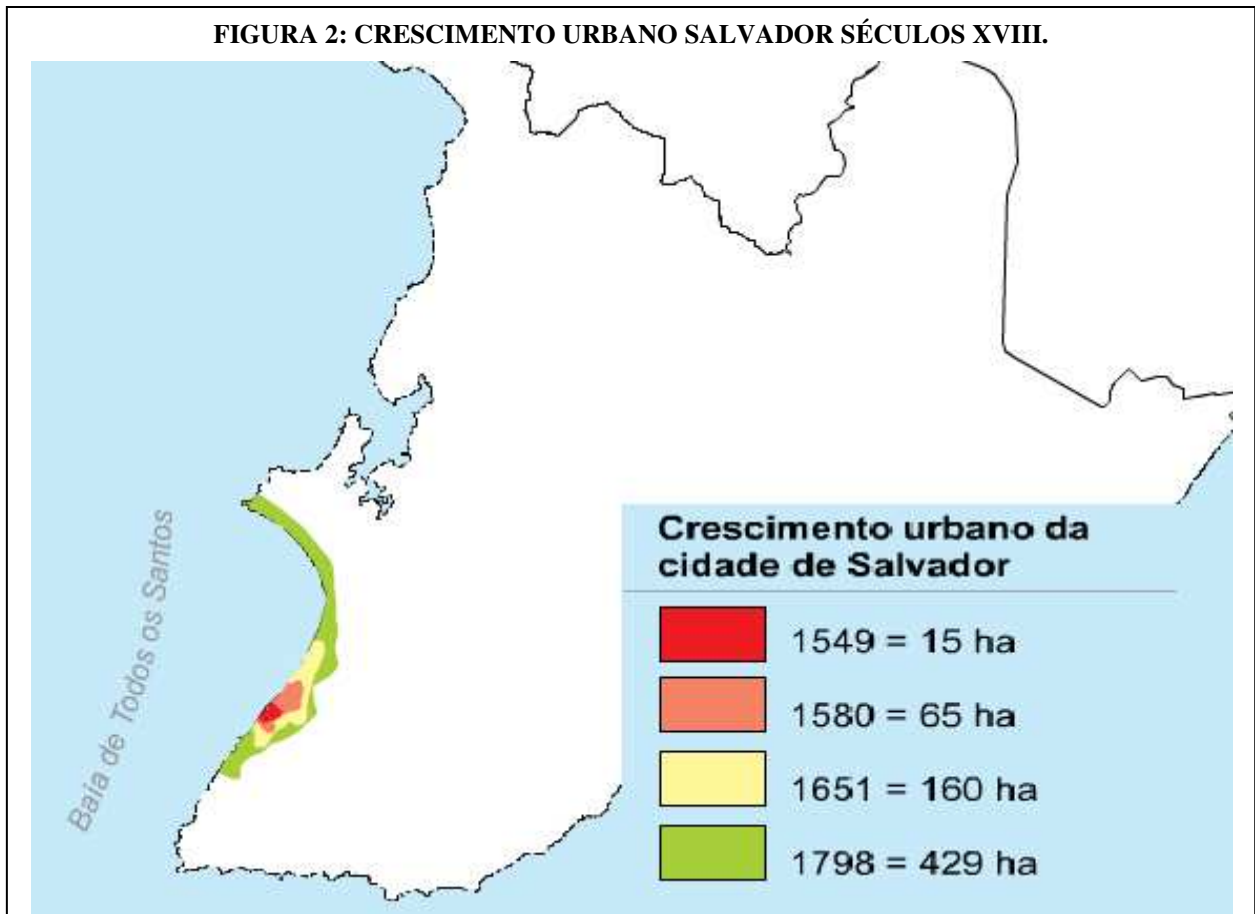 FIGURA 2: CRESCIMENTO URBANO SALVADOR SÉCULOS XVIII.
Baía de Todos os Santos
Crescimento urbano da
cidade de Salvador
1549 = 15 ha
1580 = 65 ha
1651 = 160 ha
1798 = 429 ha